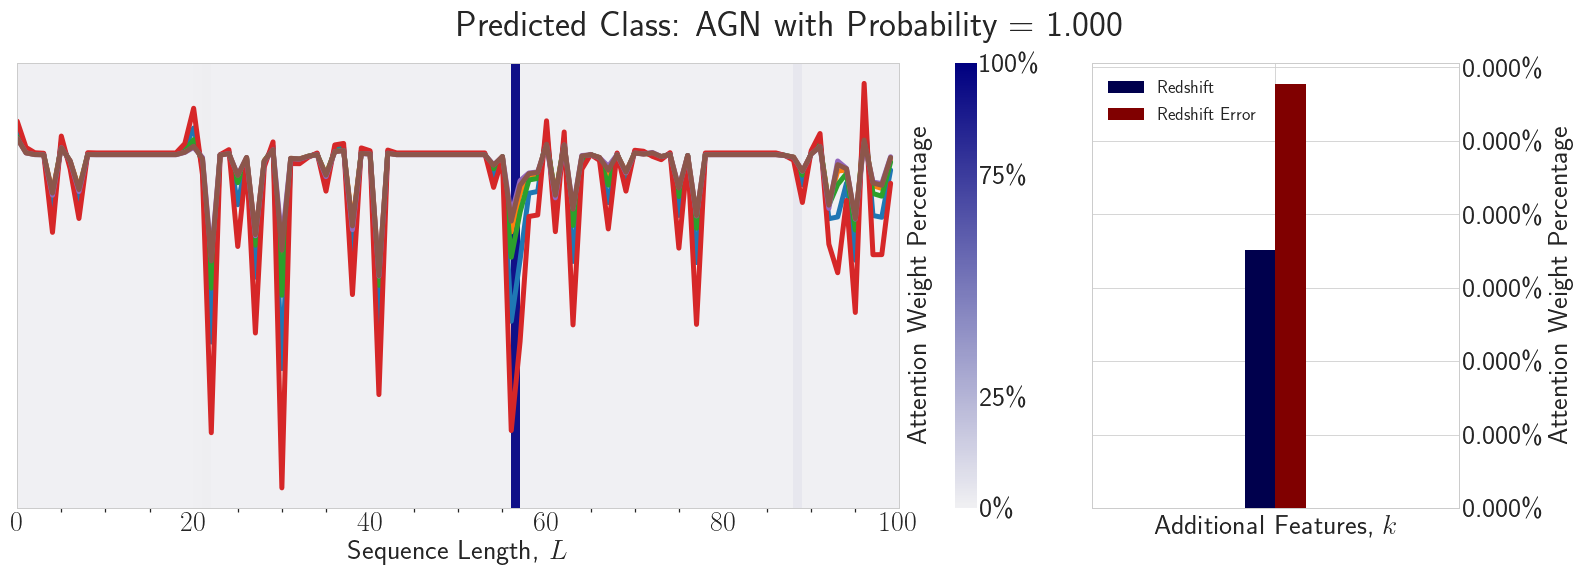 Predicted Class: AGN with Probability = 1.000
0
20
40
60
80
100
Sequence Length, L
100%
75%
25%
0%
Attention Weight Percentage
Redshift
Redshift Error
Additional Features, k
0.000%
0.000%
0.000%
0.000%
0.000%
0.000%
0.000%
Attention Weight Percentage